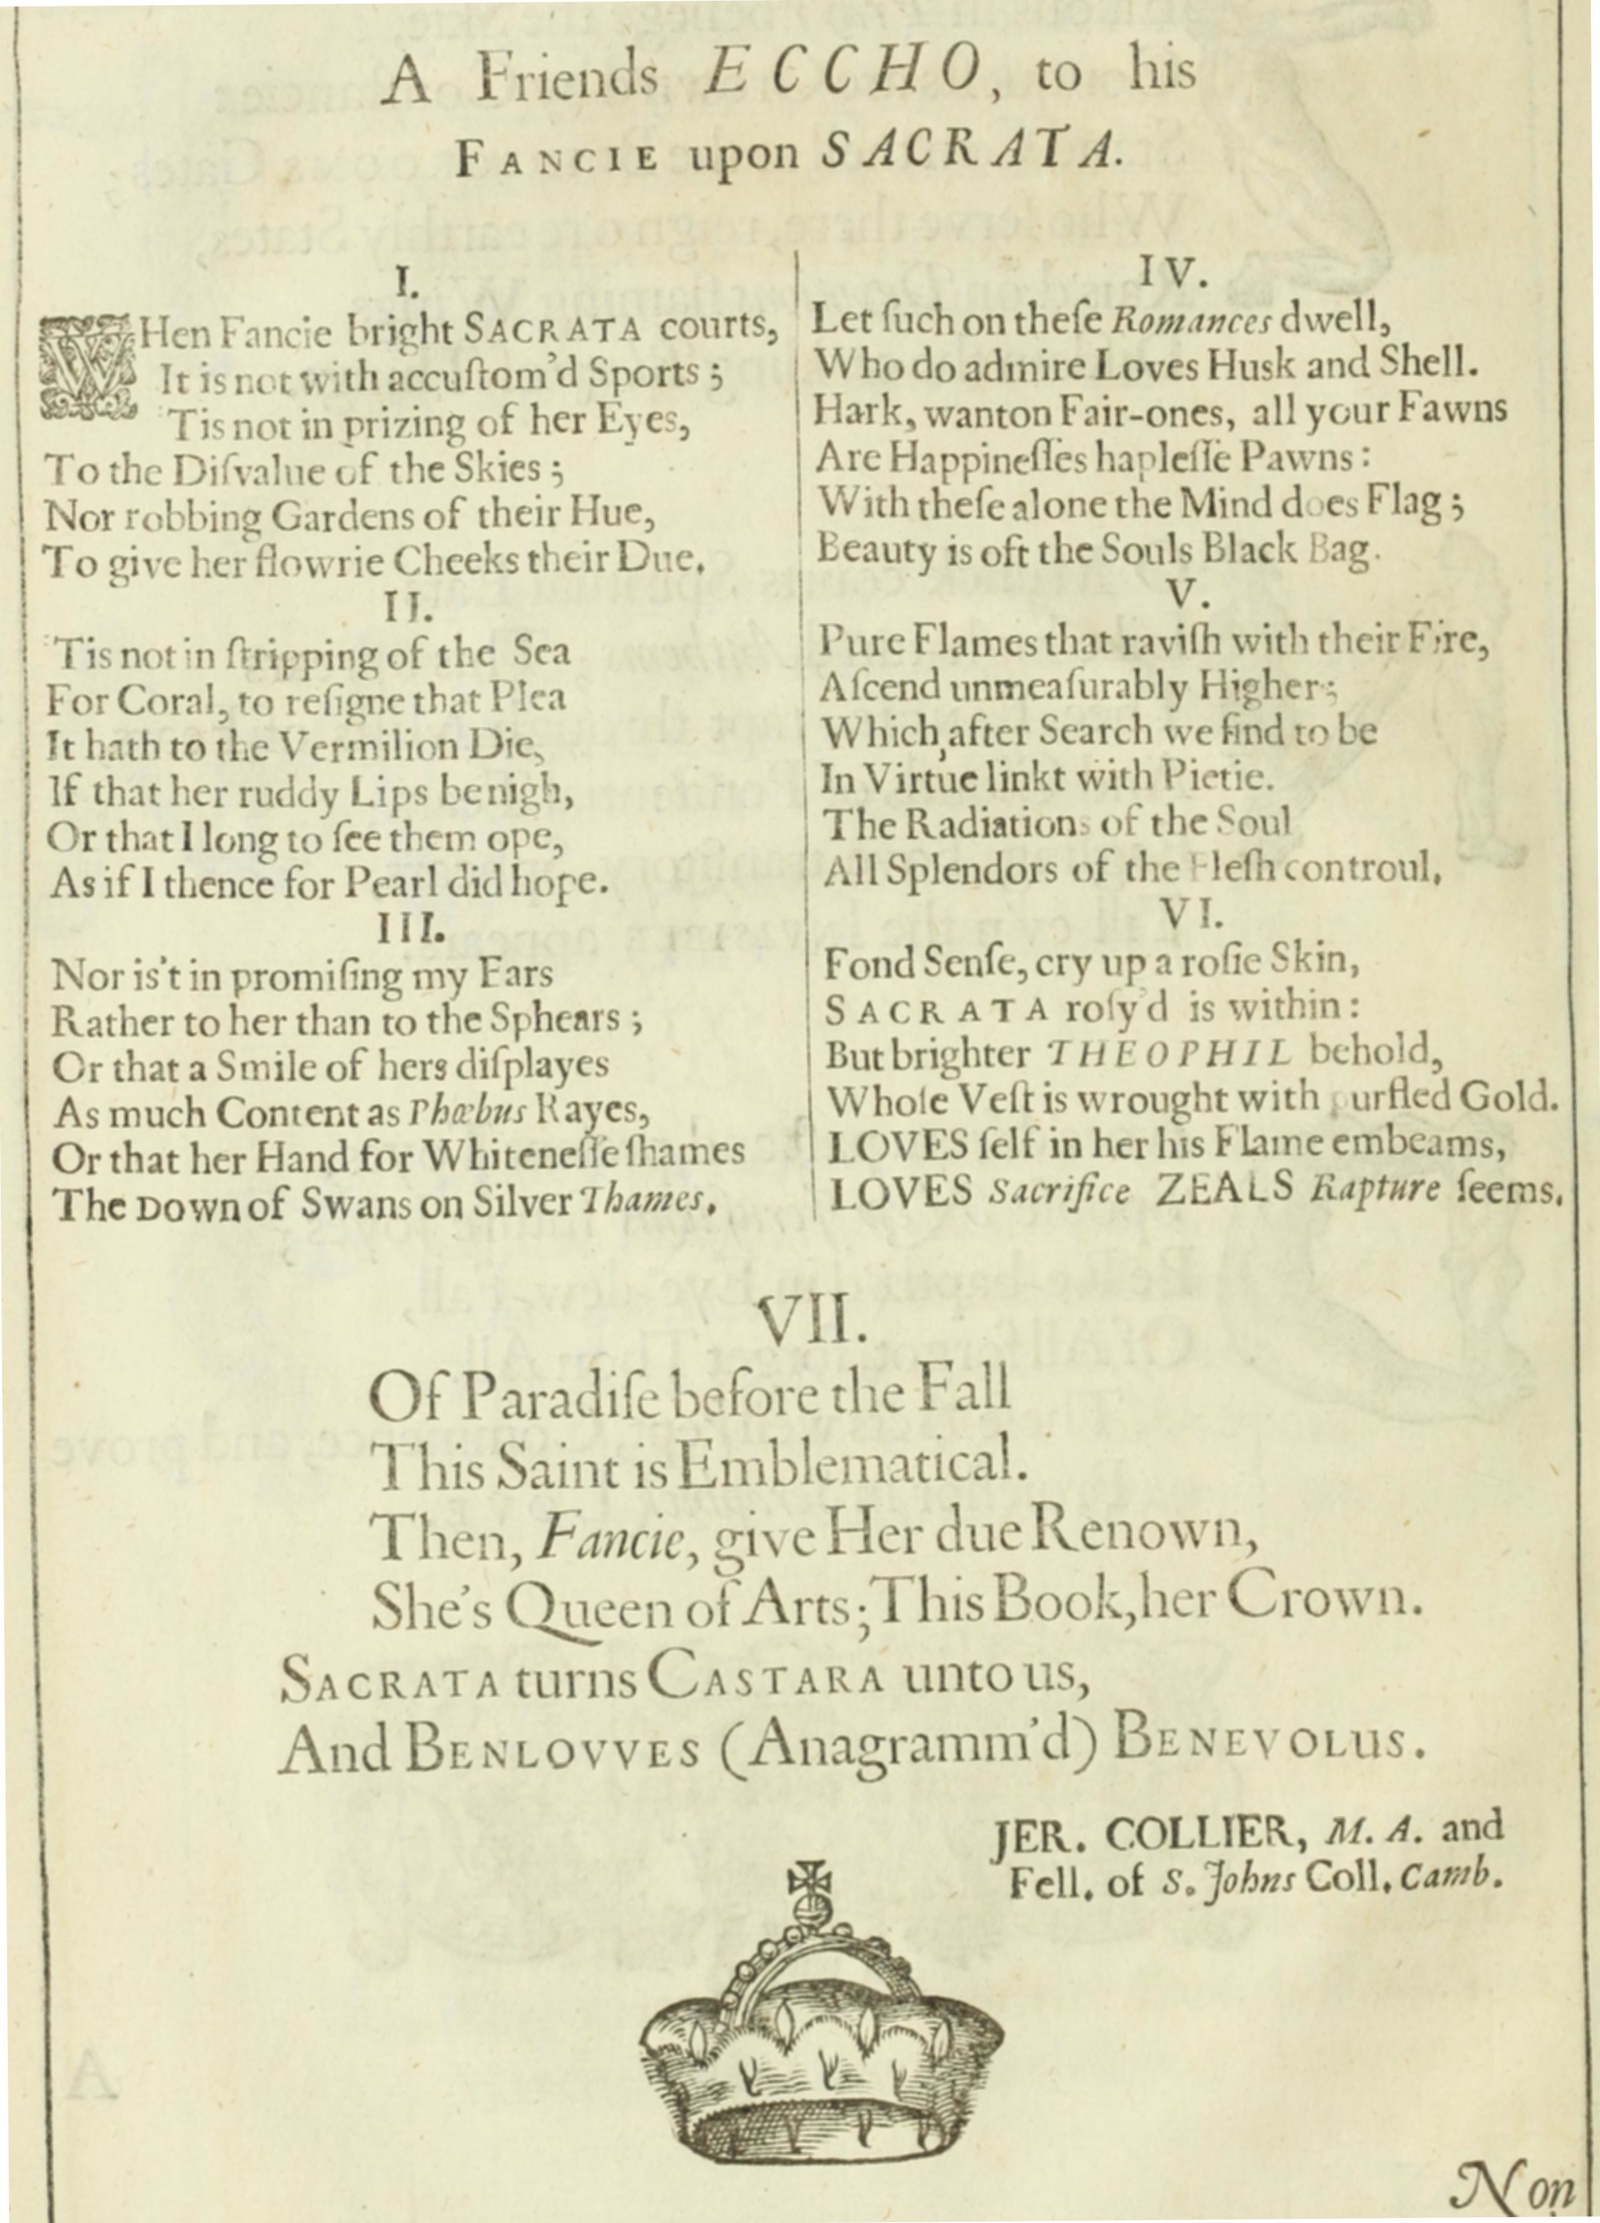 A Friends ECCHO, to his
FANCIE upon SACRATA.
I.
WHen Fancie bright SACRATA courts,
It is not with accuſtom'd Sports;
'Tis not in prizing of her Eyes,
To the Diſvalue of the Skies;
Nor robbing Gardens of their Hue,
To give her flowrie Cheeks their Due.
II.
'Tis not in ſtripping of the Sea
For Coral, to reſigne that Plea
It hath to the Vermilion Die,
If that her ruddy Lips be nigh,
Or that I long to ſee them ope,
As if I thence for Pearl did hope.
III.
Nor is't in promiſing my Ears
Rather to her than to the Sphears;
Or that a Smile of hers diſplayes
As much Content as Phœbus Rayes,
Or that her Hand for Whiteneſſe ſhames
The Down of Swans on Silver Thames.
IV.
Let ſuch on theſe Romances dwell,
Who do admire Loves Husk and Shell.
Hark, wanton Fair-ones, all your Fawns
Are Happineſſes hapleſſe Pawns:
With theſe alone the Mind does Flag;
Beauty is oft the Souls Black Bag.
V.
Pure Flames that raviſh with their Fire,
Aſcend unmeaſurably Higher;
Which, after Search we find to be
In Virtue linkt with Pietie.
The Radiations of the Soul
All Splendors of the Fleſh controul.
VI.
Fond Senſe, cry up a roſie Skin,
SACRATA roſy'd is within:
But brighter THEOPHIL behold,
Whoſe Veſt is wrought with purfled Gold.
LOVES ſelf in her his Flame embeams,
LOVES Sacrifice ZEALS Rapture ſeems.
VII.
Of Paradiſe before the Fall
This Saint is Emblematical.
Then, Fancie, give Her due Renown,
She's Queen of Arts; This Book, her Crown.
SACRATA turns CASTARA unto us,
And BENLOVVES (Anagramm'd) BENEVOLUS.
JER. COLLIER, M. A. and
Fell. of S. Johns Coll. Camb.
Non